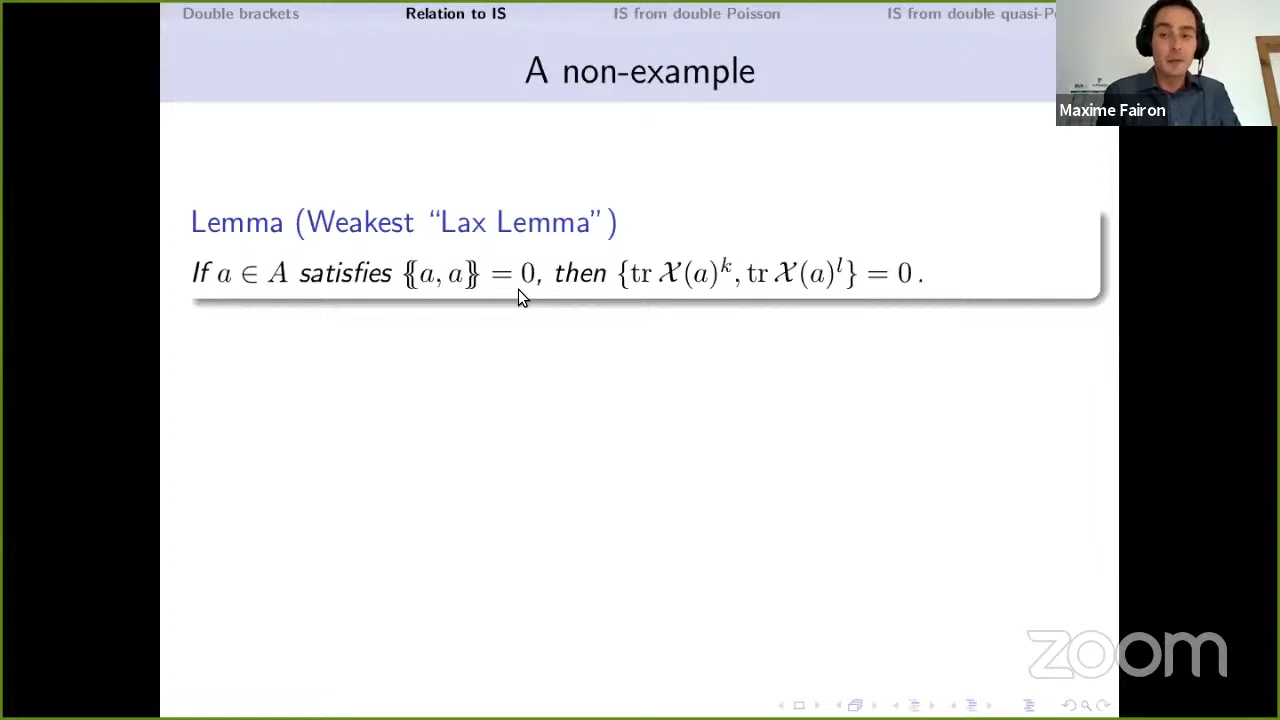 Double brackets Relation to IS IS from double Poisson IS from double quasi-P
A non-example
Maxime Fairon
Lemma (Weakest “Lax Lemma”)
If a ∈ A satisfies {{a, a}} = 0, then {tr 𝒳(a)^k, tr 𝒳(a)^l} = 0 .
zoom